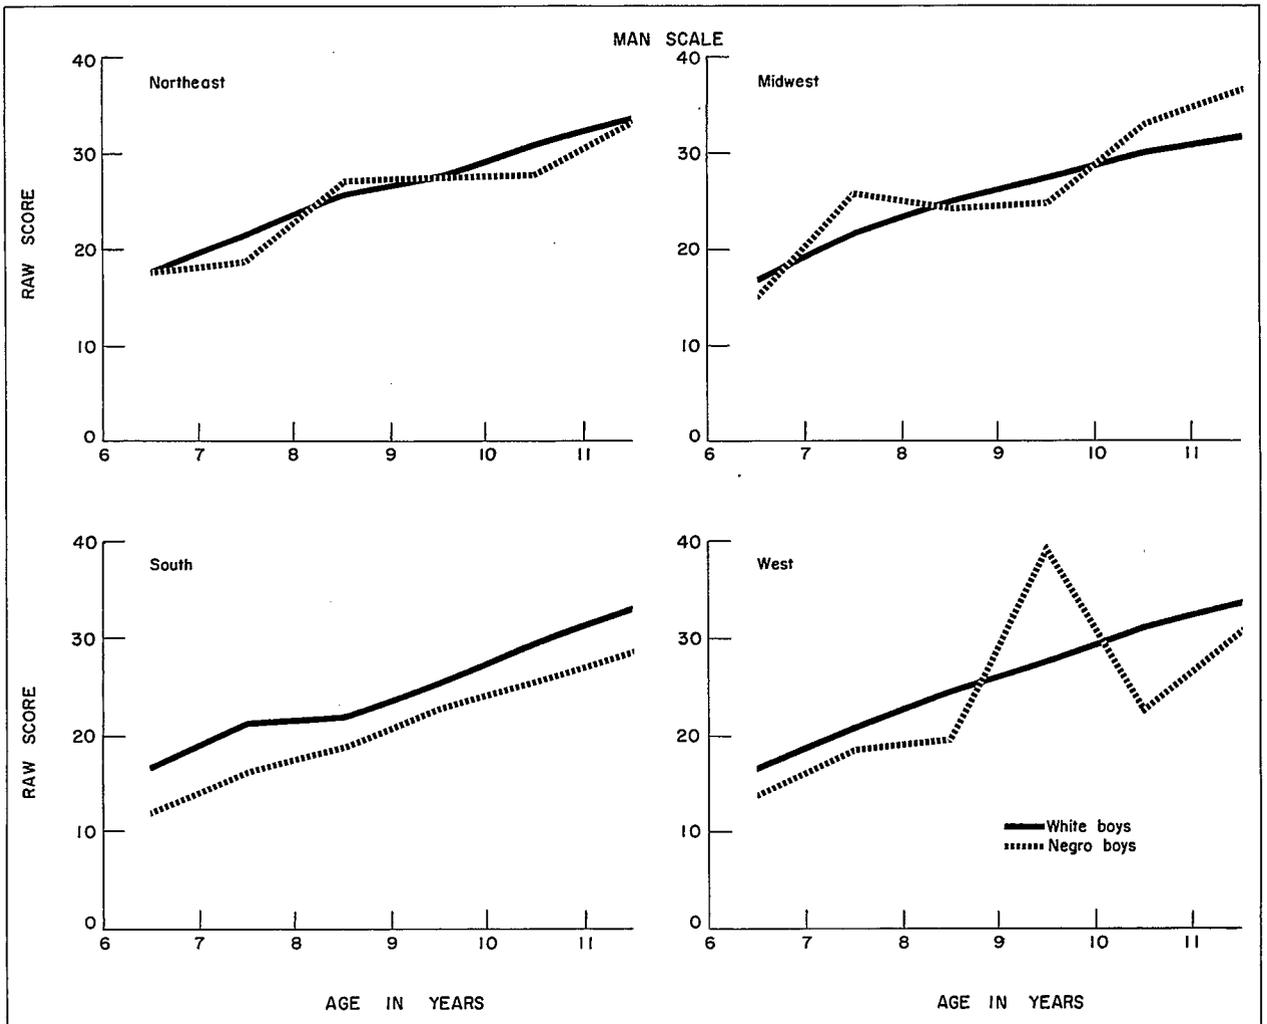 MAN SCALE
Northeast
40
30
20
10
0
6 7 8 9 10 11
RAW SCORE
Midwest
40
30
20
10
0
6 7 8 9 10 11
South
40
30
20
10
0
6 7 8 9 10 11
RAW SCORE
AGE IN YEARS
West
40
30
20
10
0
6 7 8 9 10 11
White boys
Negro boys
AGE IN YEARS